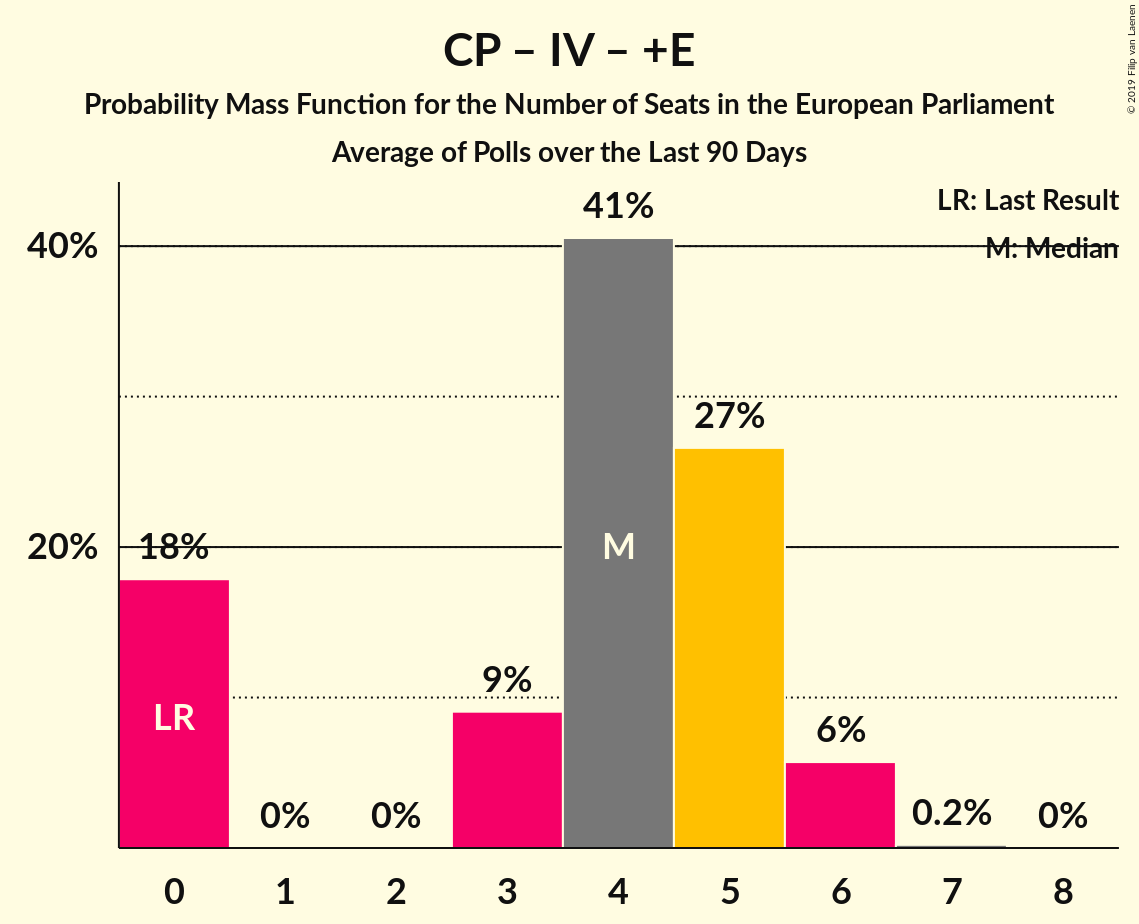 CP – IV – +E
Probability Mass Function for the Number of Seats in the European Parliament
Average of Polls over the Last 90 Days
© 2019 Filip van Laenen
LR: Last Result
M: Median
40%
20%
18%
0%
0%
9%
41%
27%
6%
0.2%
0%
LR
M
0 1 2 3 4 5 6 7 8